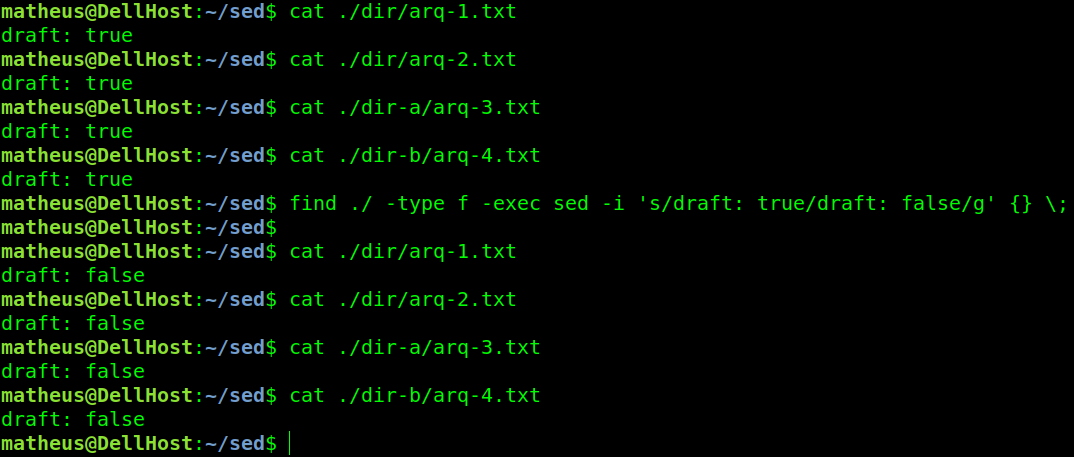 matheus@DellHost:~/sed$ cat ./dir/arq-1.txt
draft: true
matheus@DellHost:~/sed$ cat ./dir/arq-2.txt
draft: true
matheus@DellHost:~/sed$ cat ./dir-a/arq-3.txt
draft: true
matheus@DellHost:~/sed$ cat ./dir-b/arq-4.txt
draft: true
matheus@DellHost:~/sed$ find ./ -type f -exec sed -i 's/draft: true/draft: false/g' {} \;
matheus@DellHost:~/sed$
matheus@DellHost:~/sed$ cat ./dir/arq-1.txt
draft: false
matheus@DellHost:~/sed$ cat ./dir/arq-2.txt
draft: false
matheus@DellHost:~/sed$ cat ./dir-a/arq-3.txt
draft: false
matheus@DellHost:~/sed$ cat ./dir-b/arq-4.txt
draft: false
matheus@DellHost:~/sed$